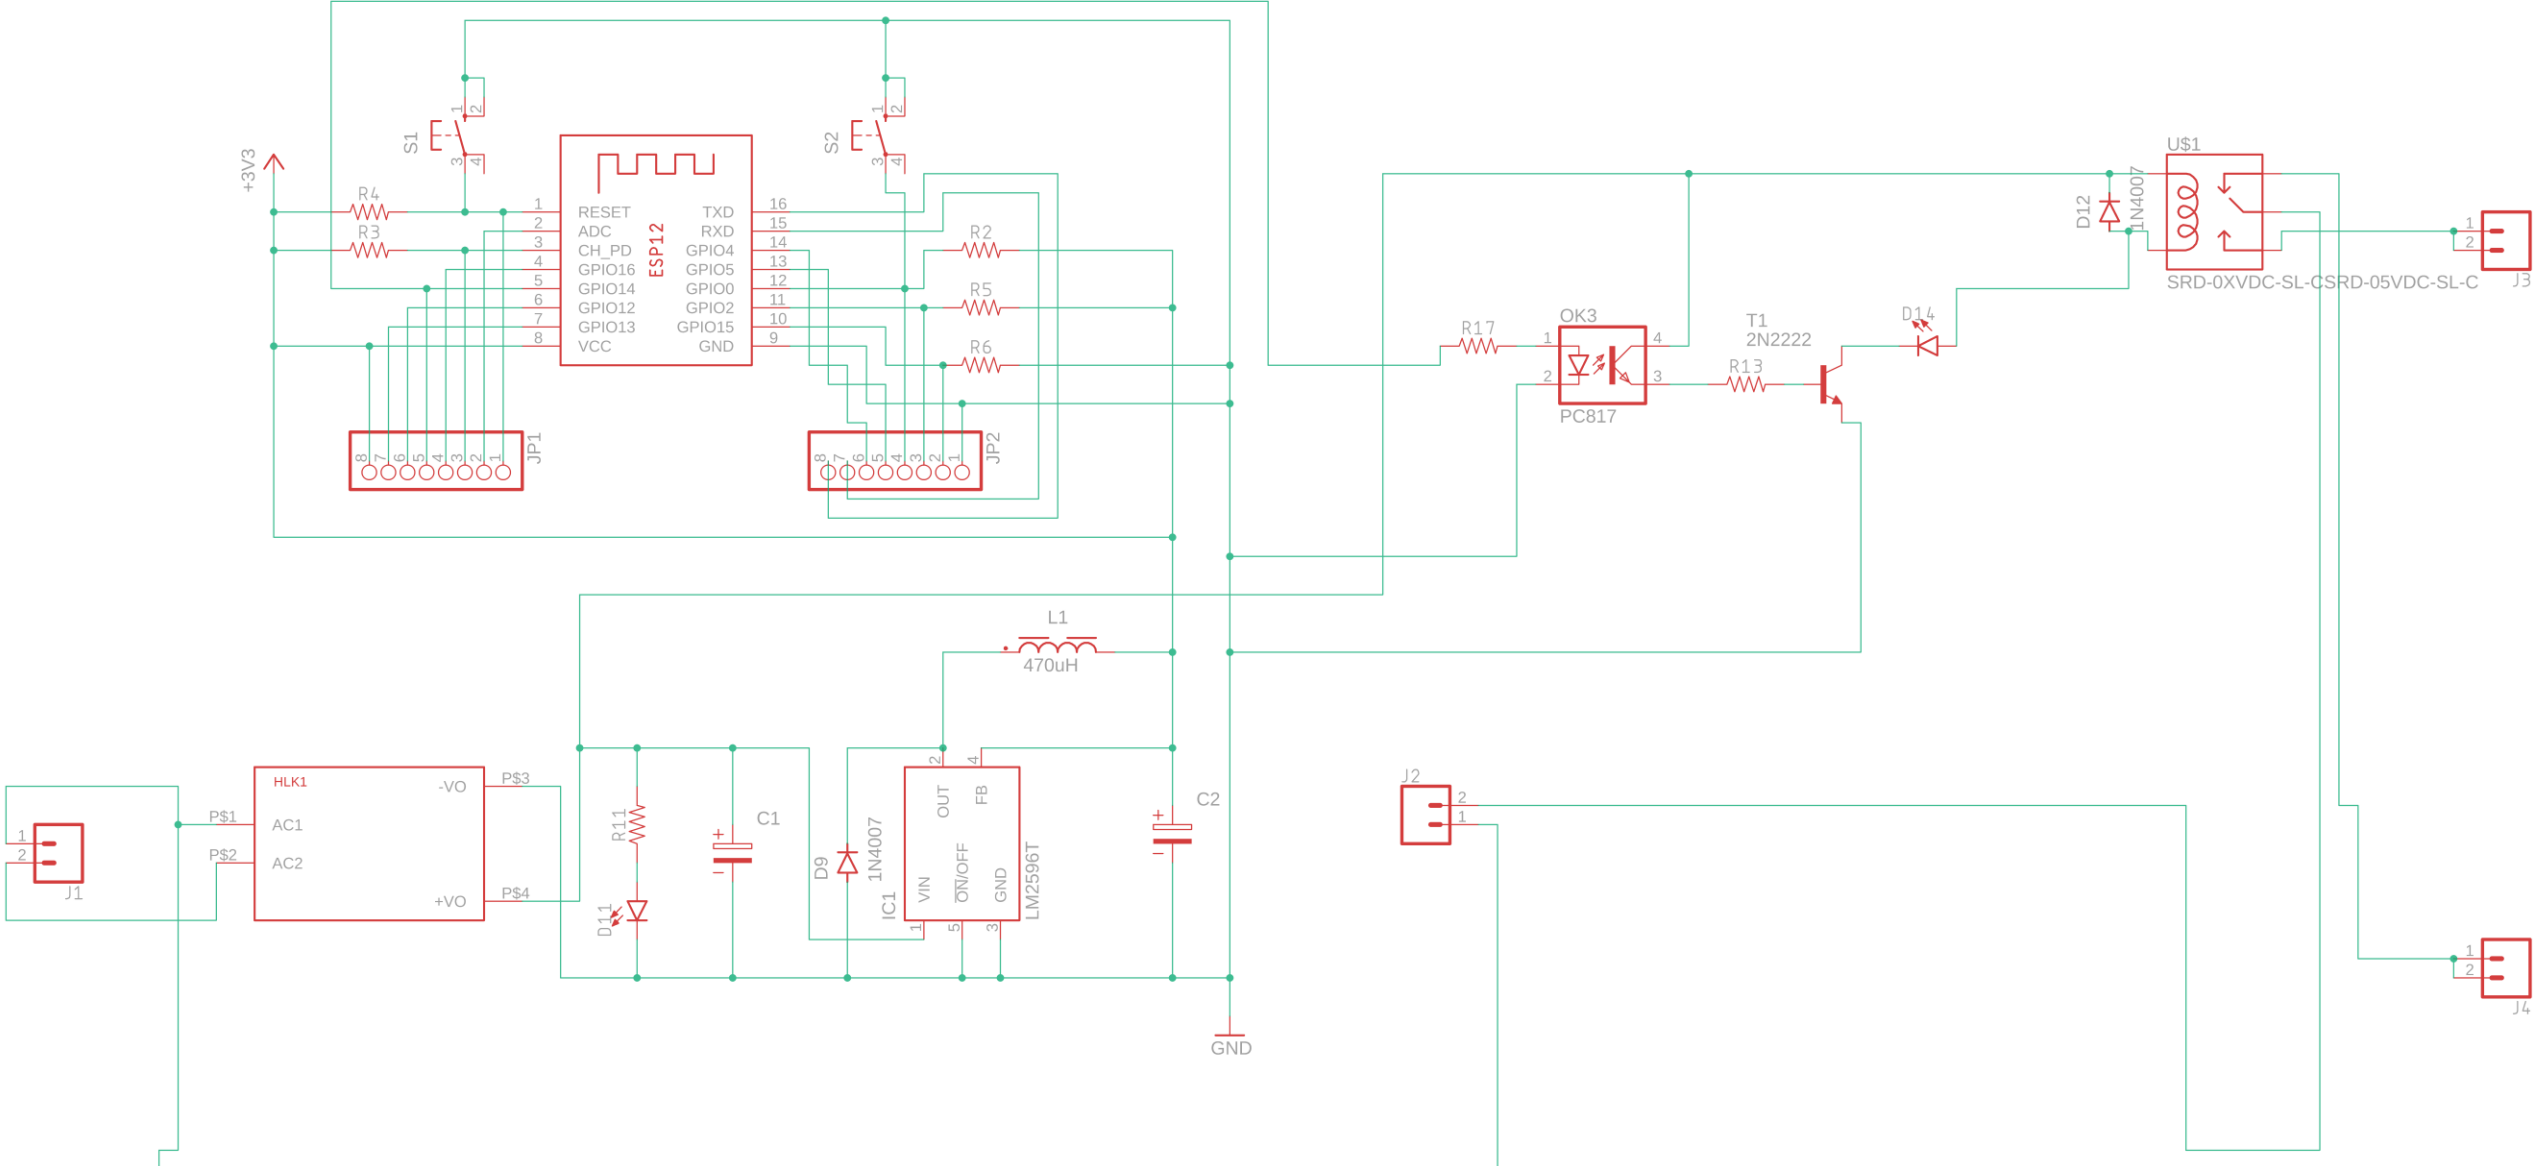 +3V3
R4
R3
S1
1
2
3
4
S2
1
2
3
4
ESP12
1
2
3
4
5
6
7
8
RESET
ADC
CH_PD
GPIO16
GPIO14
GPIO12
GPIO13
VCC
TXD
RXD
GPIO4
GPIO5
GPIO0
GPIO2
GPIO15
GND
16
15
14
13
12
11
10
9
R2
R5
R6
8
7
6
5
4
3
2
1
JP1
8
7
6
5
4
3
2
1
JP2
R17
OK3
1
2
4
3
PC817
T1
2N2222
R13
D14
D12
1N4007
U$1
SRD-0XVDC-SL-CSRD-05VDC-SL-C
1
2
J3
L1
470uH
HLK1
-VO
P$3
P$1
AC1
P$2
AC2
+VO
P$4
1
2
J1
R11
D11
C1
D9
1N4007
2
4
OUT
FB
VIN
ON/OFF
GND
IC1
LM2596T
1
5
3
C2
GND
J2
2
1
1
2
J4